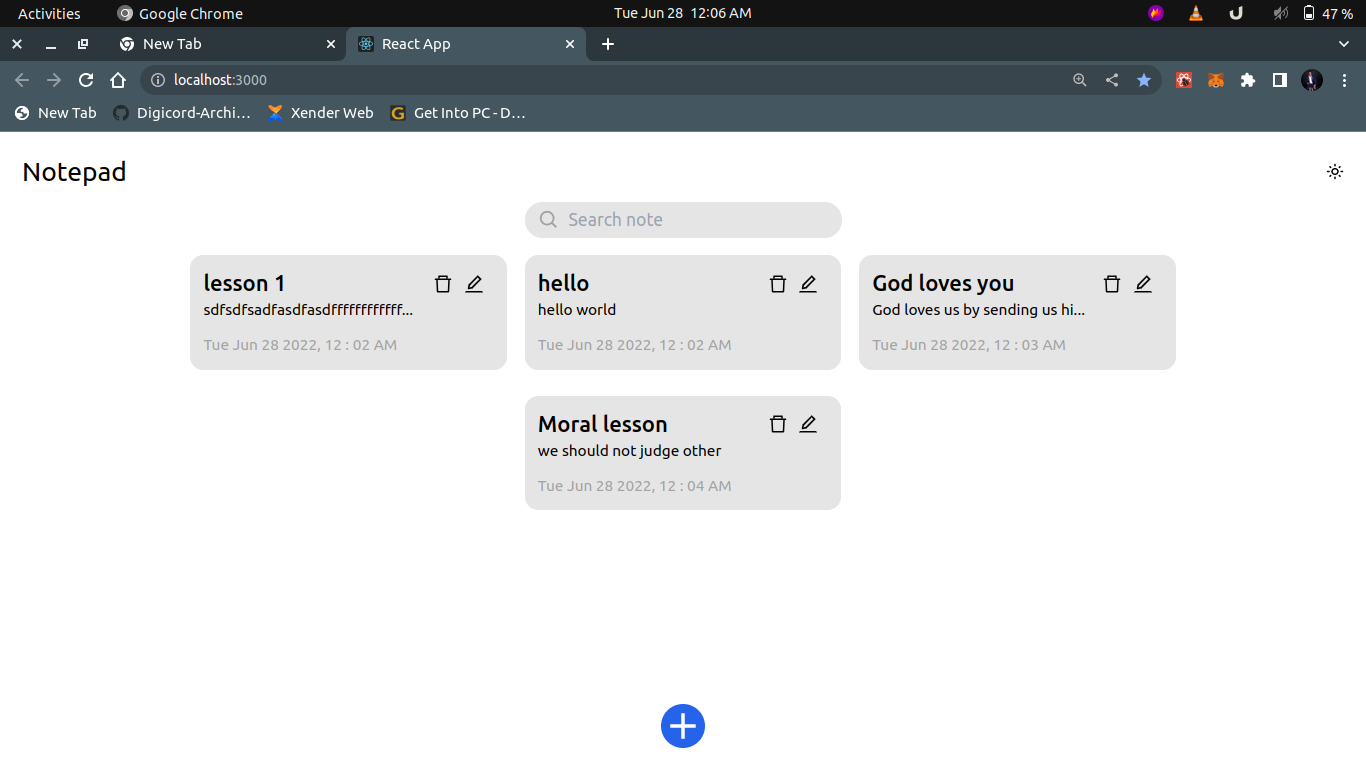 Activities Google Chrome Tue Jun 28 12:06 AM 47 %
New Tab React App
localhost:3000
New Tab Digicord-Archi… Xender Web Get Into PC - D…
Notepad
Search note
lesson 1
sdfsdfsadfasdfasdffffffffffff...
Tue Jun 28 2022, 12 : 02 AM
hello
hello world
Tue Jun 28 2022, 12 : 02 AM
God loves you
God loves us by sending us hi...
Tue Jun 28 2022, 12 : 03 AM
Moral lesson
we should not judge other
Tue Jun 28 2022, 12 : 04 AM